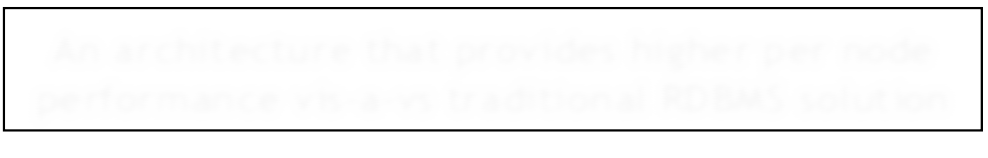 An architecture that provides higher per node
performance vis-a-vs traditional RDBMS solution